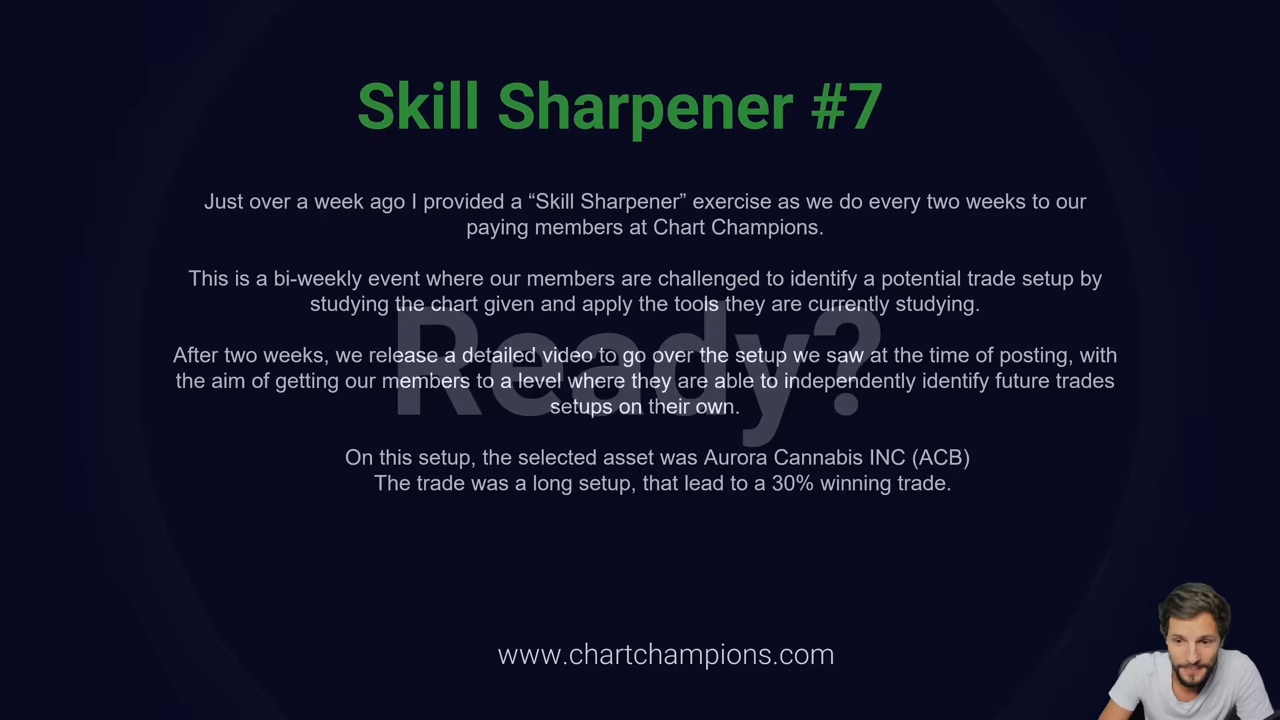 Skill Sharpener #7
Just over a week ago I provided a “Skill Sharpener” exercise as we do every two weeks to our
paying members at Chart Champions.
This is a bi-weekly event where our members are challenged to identify a potential trade setup by
studying the chart given and apply the tools they are currently studying.
Ready?
After two weeks, we release a detailed video to go over the setup we saw at the time of posting, with
the aim of getting our members to a level where they are able to independently identify future trades
setups on their own.
On this setup, the selected asset was Aurora Cannabis INC (ACB)
The trade was a long setup, that lead to a 30% winning trade.
www.chartchampions.com